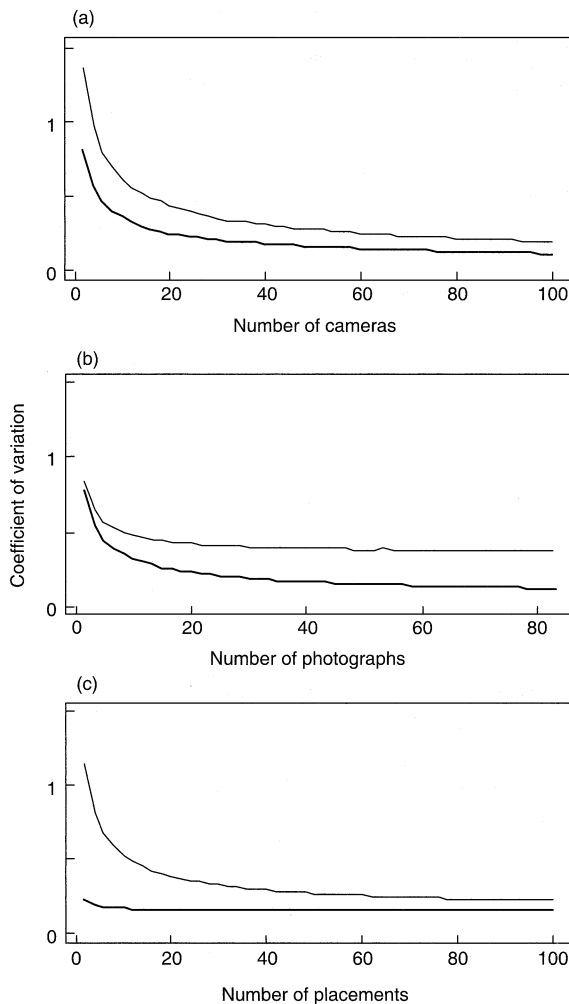 (a)
1
0
0 20 40 60 80 100
Number of cameras
(b)
Coefficient of variation
1
0
0 20 40 60 80
Number of photographs
(c)
1
0
0 20 40 60 80 100
Number of placements